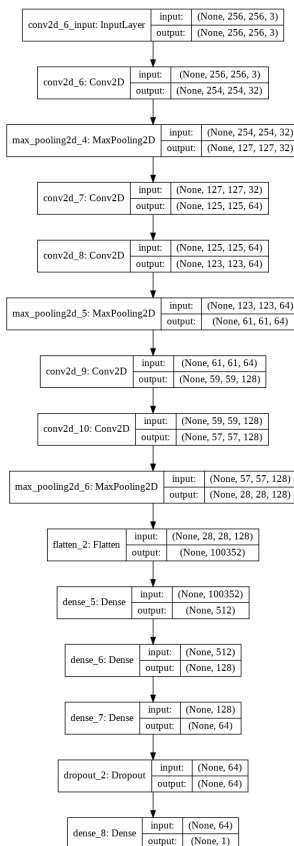 conv2d_6_input: InputLayer input: (None, 256, 256, 3)
output: (None, 256, 256, 3)
conv2d_6: Conv2D input: (None, 256, 256, 3)
output: (None, 254, 254, 32)
max_pooling2d_4: MaxPooling2D input: (None, 254, 254, 32)
output: (None, 127, 127, 32)
conv2d_7: Conv2D input: (None, 127, 127, 32)
output: (None, 125, 125, 64)
conv2d_8: Conv2D input: (None, 125, 125, 64)
output: (None, 123, 123, 64)
max_pooling2d_5: MaxPooling2D input: (None, 123, 123, 64)
output: (None, 61, 61, 64)
conv2d_9: Conv2D input: (None, 61, 61, 64)
output: (None, 59, 59, 128)
conv2d_10: Conv2D input: (None, 59, 59, 128)
output: (None, 57, 57, 128)
max_pooling2d_6: MaxPooling2D input: (None, 57, 57, 128)
output: (None, 28, 28, 128)
flatten_2: Flatten input: (None, 28, 28, 128)
output: (None, 100352)
dense_5: Dense input: (None, 100352)
output: (None, 512)
dense_6: Dense input: (None, 512)
output: (None, 128)
dense_7: Dense input: (None, 128)
output: (None, 64)
dropout_2: Dropout input: (None, 64)
output: (None, 64)
dense_8: Dense input: (None, 64)
output: (None, 1)